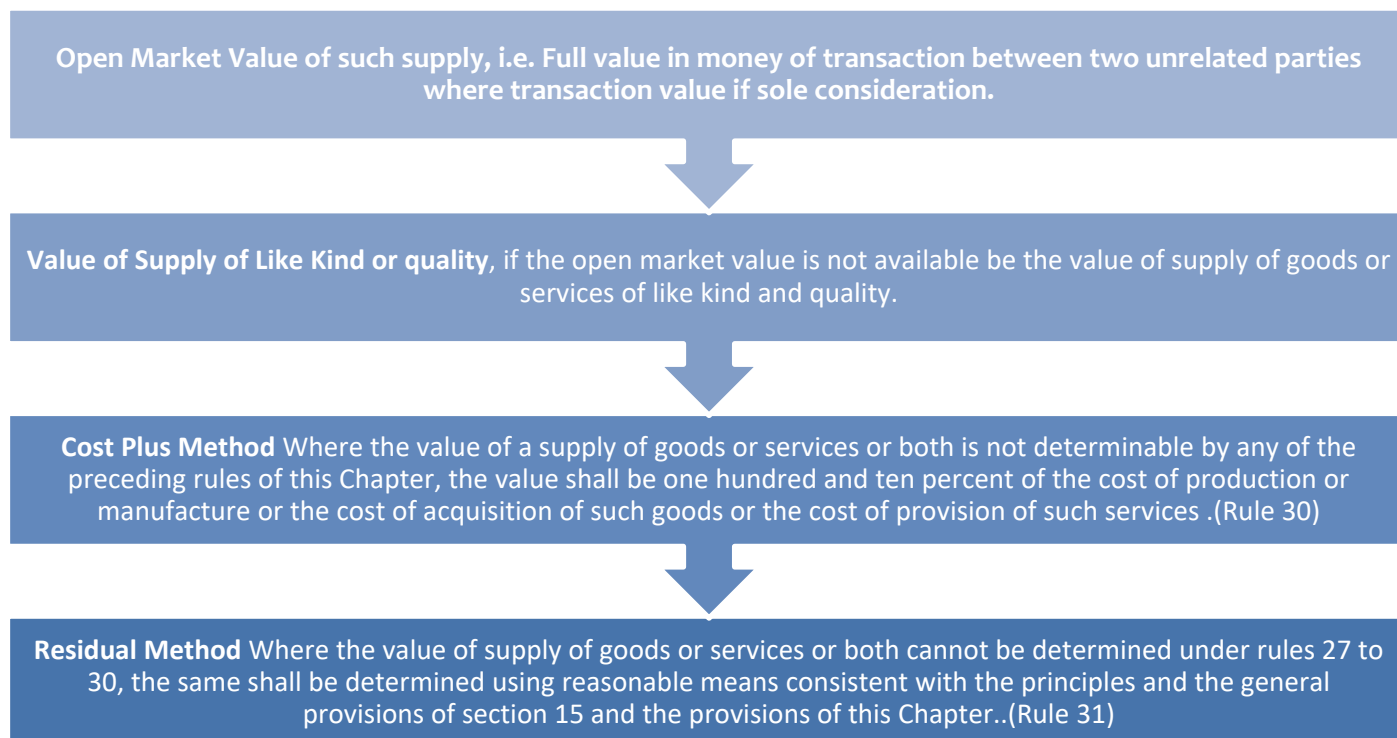 Open Market Value of such supply, i.e. Full value in money of transaction between two unrelated parties
where transaction value if sole consideration.
Value of Supply of Like Kind or quality, if the open market value is not available be the value of supply of goods or
services of like kind and quality.
Cost Plus Method Where the value of a supply of goods or services or both is not determinable by any of the
preceding rules of this Chapter, the value shall be one hundred and ten percent of the cost of production or
manufacture or the cost of acquisition of such goods or the cost of provision of such services .(Rule 30)
Residual Method Where the value of supply of goods or services or both cannot be determined under rules 27 to
30, the same shall be determined using reasonable means consistent with the principles and the general
provisions of section 15 and the provisions of this Chapter..(Rule 31)